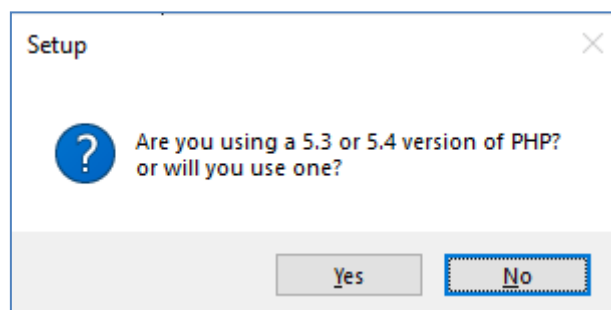 Setup
Are you using a 5.3 or 5.4 version of PHP?
or will you use one?
Yes
No